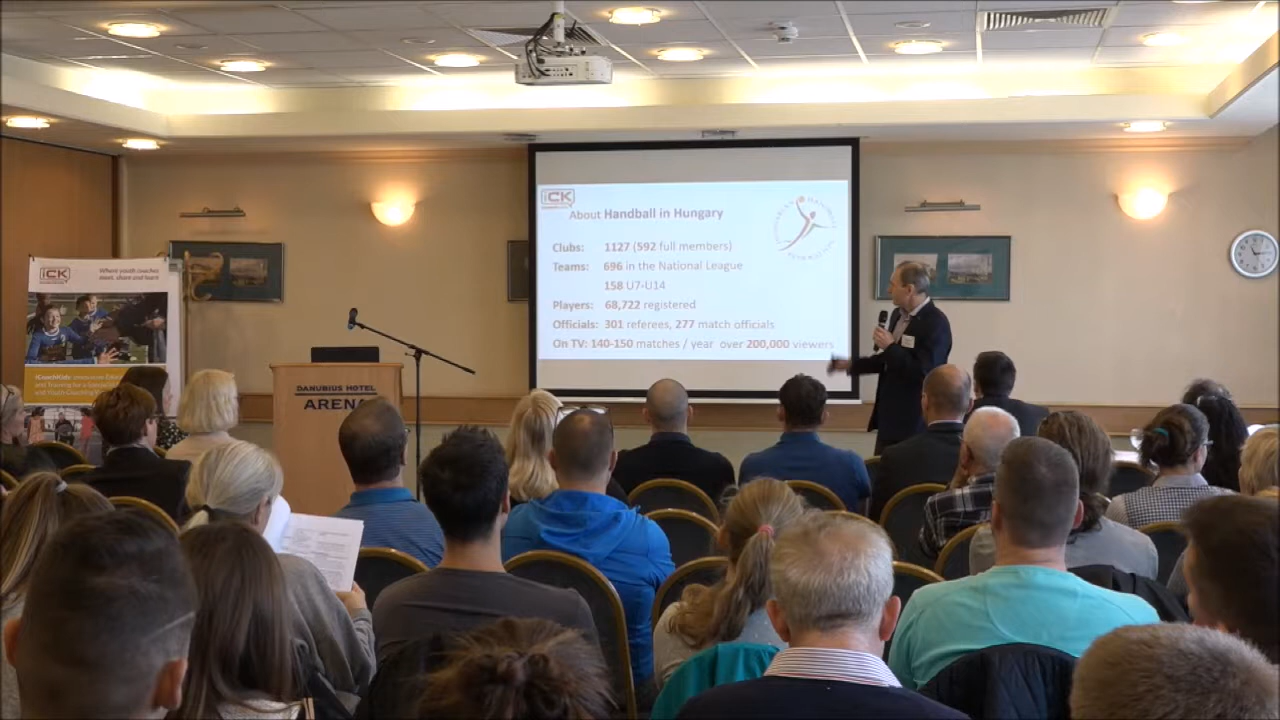 iCK
About Handball in Hungary
Clubs: 1127 (592 full members)
Teams: 696 in the National League
158 U7-U14
Players: 68,722 registered
Officials: 301 referees, 277 match officials
On TV: 140-150 matches / year over 200,000 viewers
iCK
Where youth coaches
meet, share and learn
DANUBIUS HOTEL
ARENA